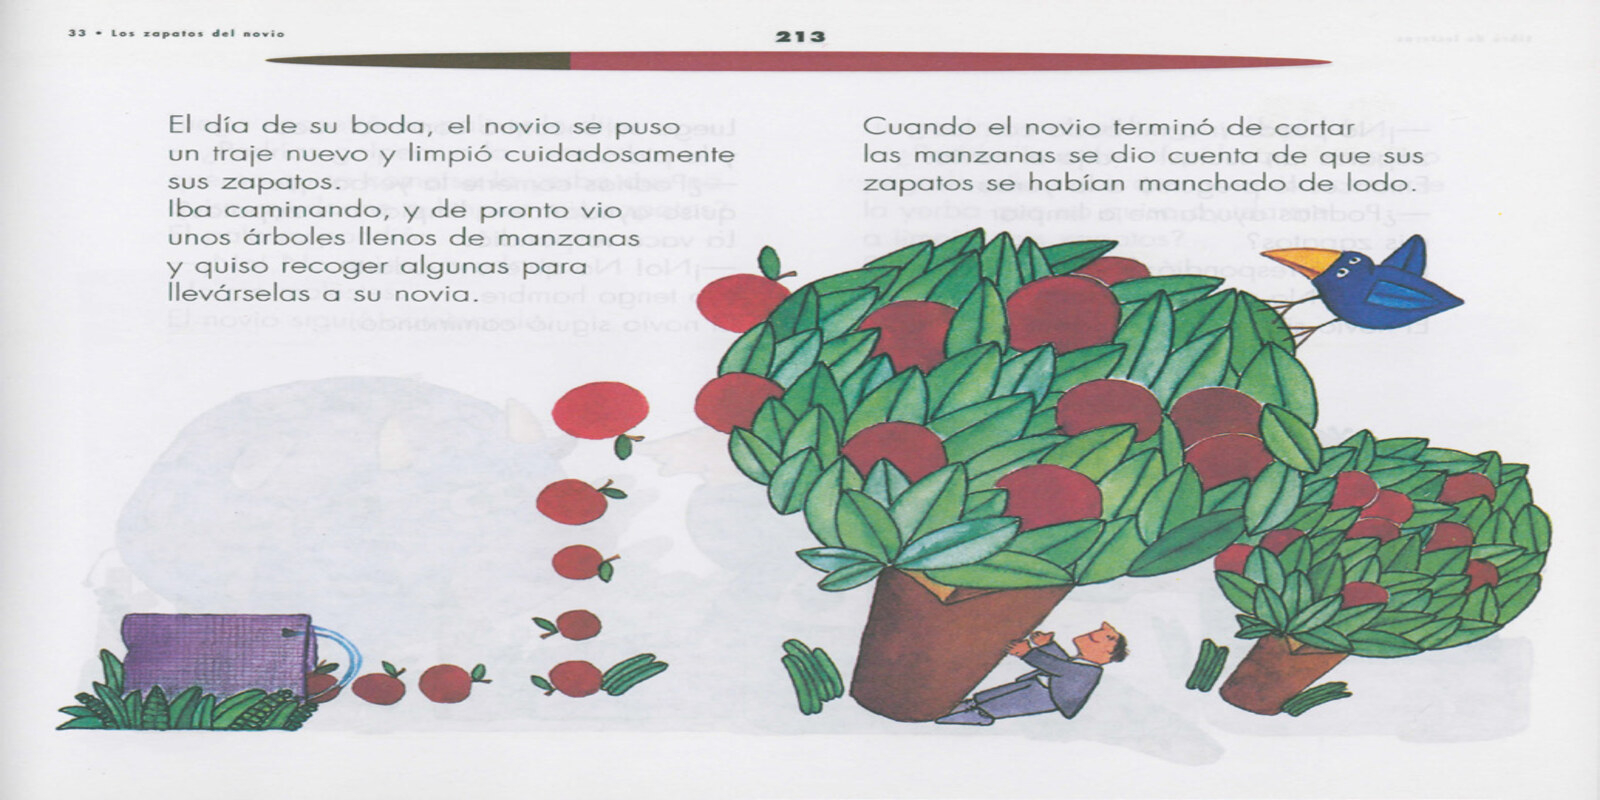 33 • Los zapatos del novio
213
El día de su boda, el novio se puso
un traje nuevo y limpió cuidadosamente
sus zapatos.
Iba caminando, y de pronto vio
unos árboles llenos de manzanas
y quiso recoger algunas para
llevárselas a su novia.
Cuando el novio terminó de cortar
las manzanas se dio cuenta de que sus
zapatos se habían manchado de lodo.